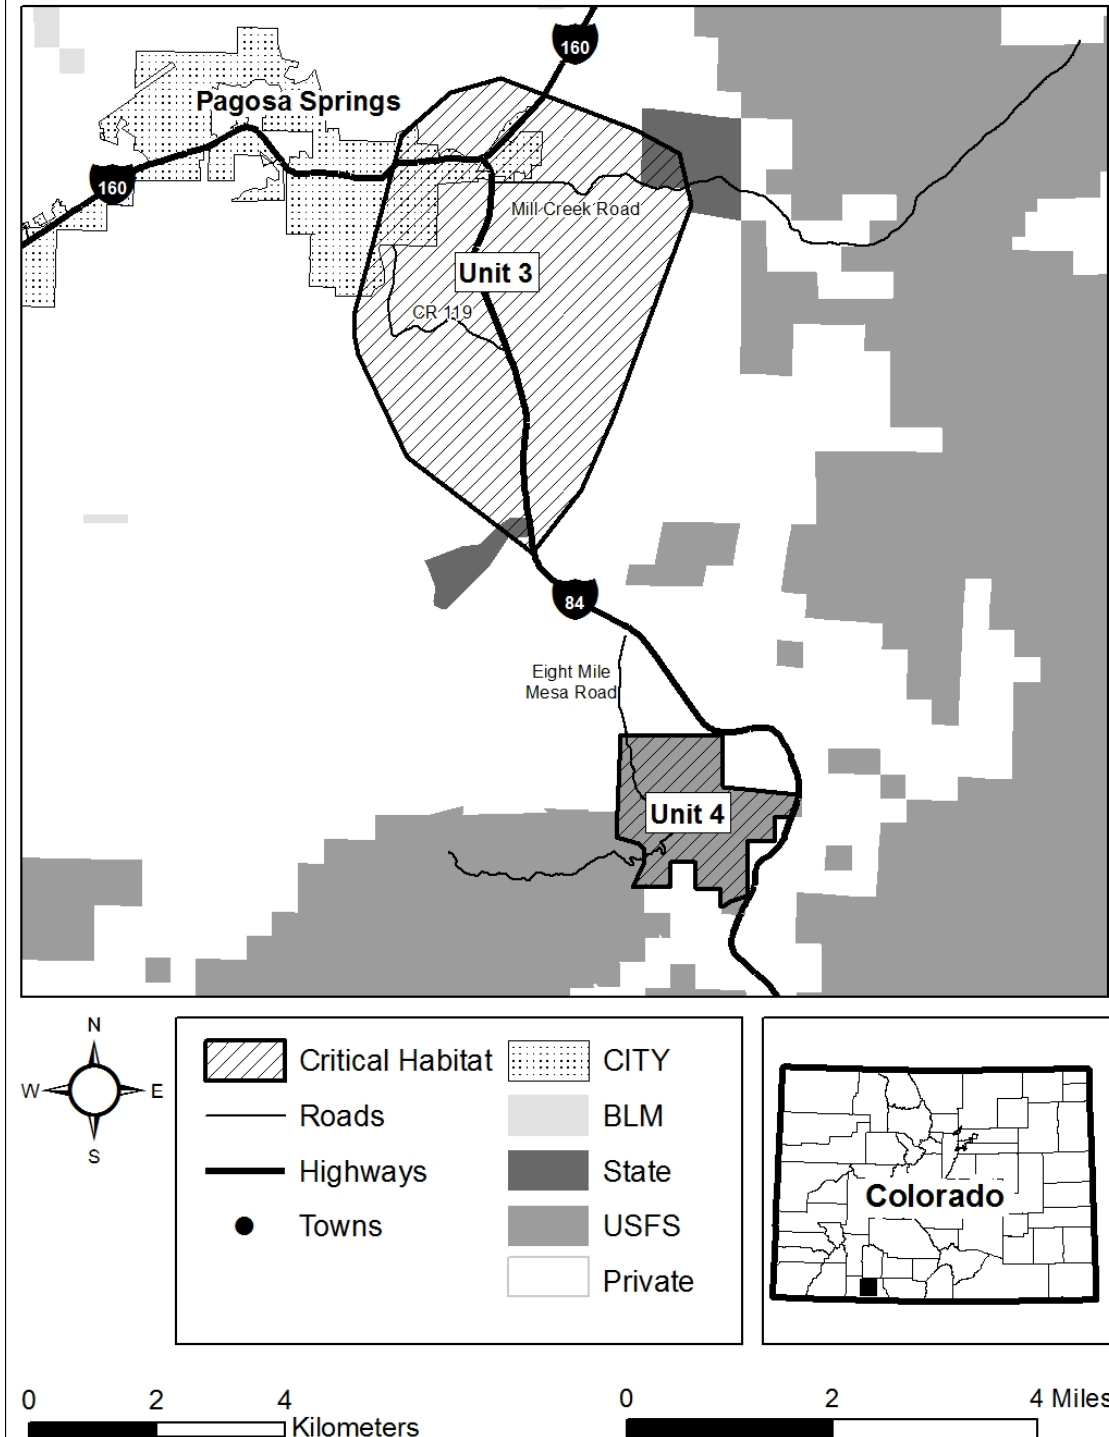 160
Pagosa Springs
160
Mill Creek Road
Unit 3
CR 119
84
Eight Mile
Mesa Road
Unit 4
N
W E
S
Critical Habitat
Roads
Highways
Towns
CITY
BLM
State
USFS
Private
Colorado
0 2 4
Kilometers
0 2 4 Miles